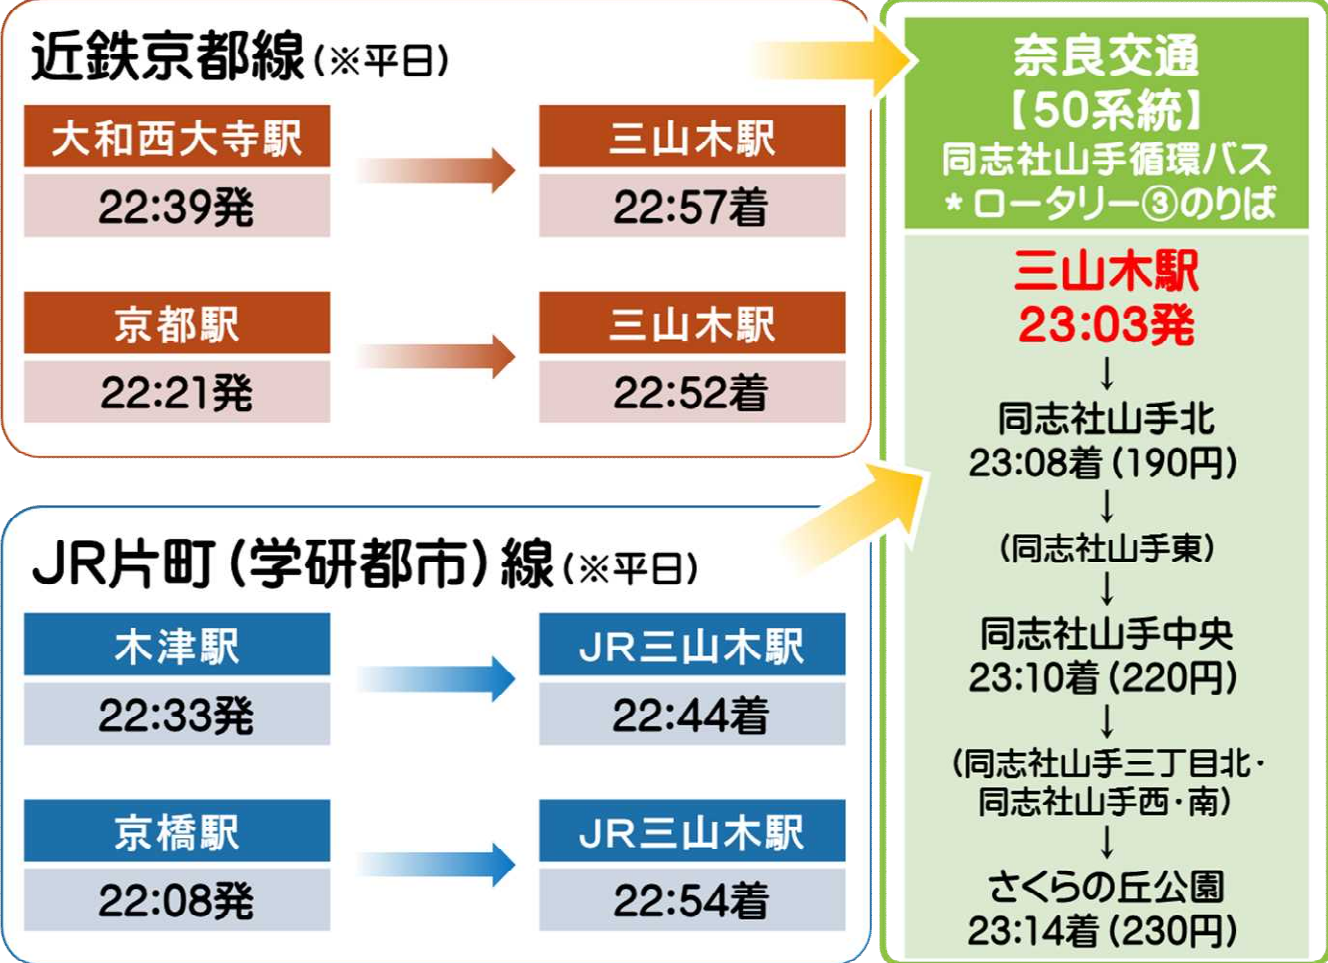 近鉄京都線(※平日)
大和西大寺駅
22:39発
三山木駅
22:57着
京都駅
22:21発
三山木駅
22:52着
JR片町(学研都市)線(※平日)
木津駅
22:33発
JR三山木駅
22:44着
京橋駅
22:08発
JR三山木駅
22:54着
奈良交通
【50系統】
同志社山手循環バス
*ロータリー③のりば
三山木駅
23:03発
↓
同志社山手北
23:08着(190円)
↓
(同志社山手東)
↓
同志社山手中央
23:10着(220円)
↓
(同志社山手三丁目北・
同志社山手西・南)
↓
さくらの丘公園
23:14着(230円)